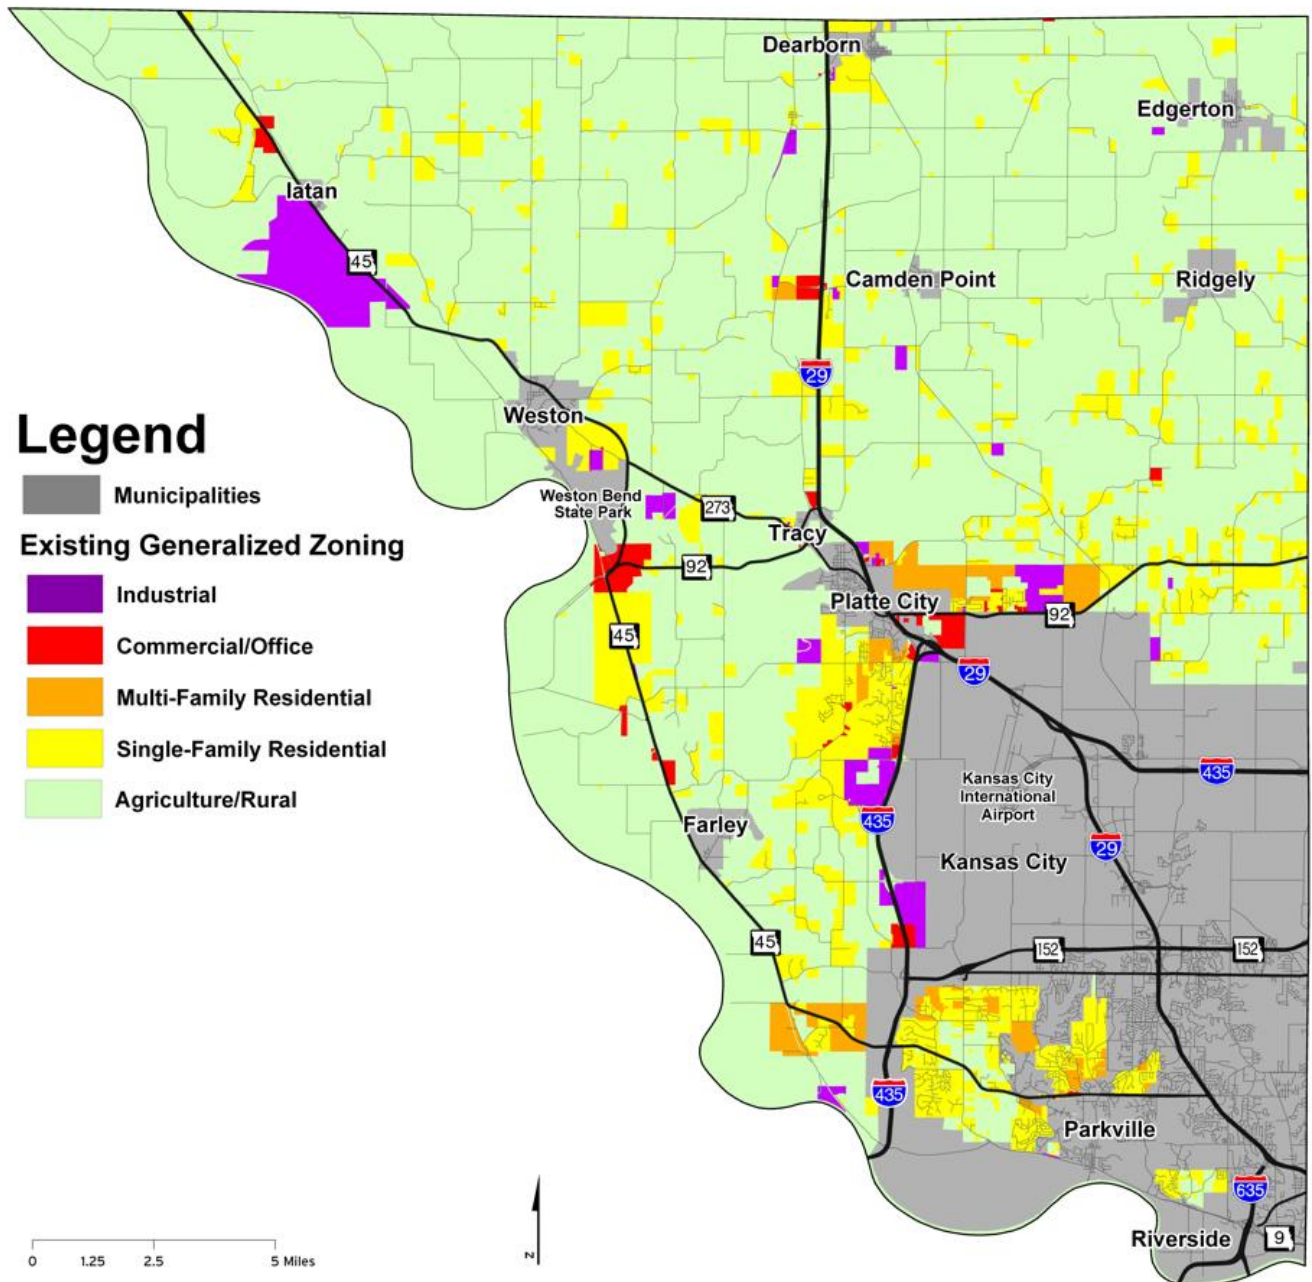 Dearborn
Edgerton
Iatan
45
Camden Point
Ridgely
29
Weston
Legend
Municipalities
Existing Generalized Zoning
Industrial
Commercial/Office
Multi-Family Residential
Single-Family Residential
Agriculture/Rural
Weston Bend
State Park
273
Tracy
92
Platte City
92
45
29
Kansas City
International
Airport
435
Farley
435
29
Kansas City
45
152
152
435
Parkville
635
Riverside
9
0 1.25 2.5 5 Miles
N